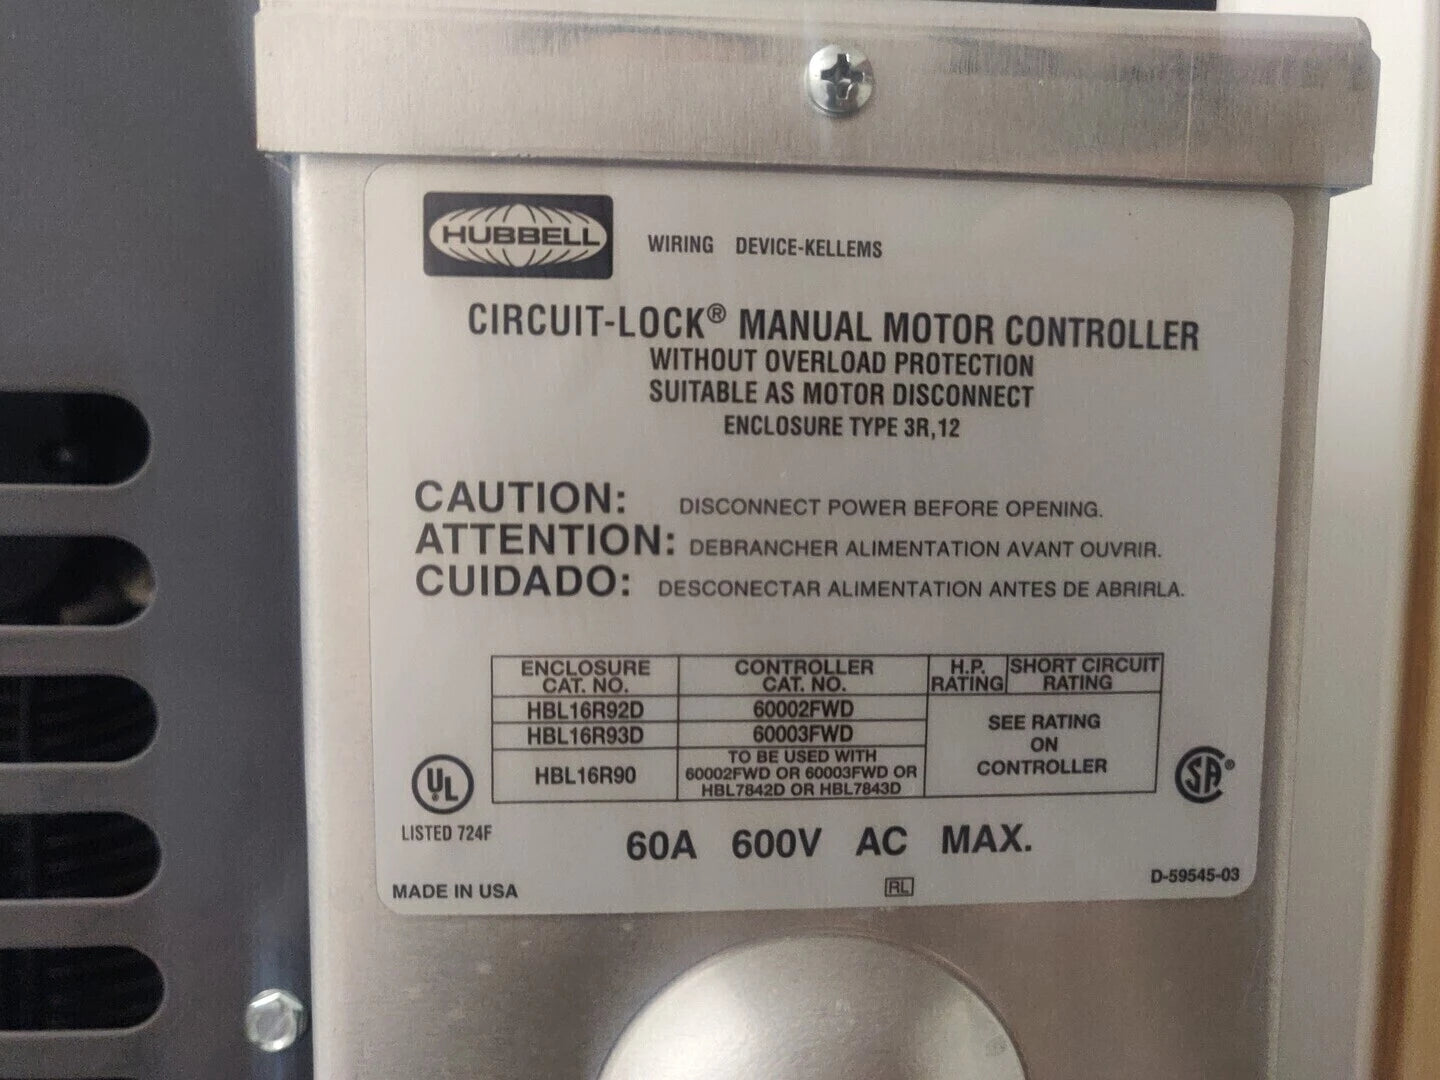 HUBBELL
WIRING DEVICE-KELLEMS
CIRCUIT-LOCK® MANUAL MOTOR CONTROLLER
WITHOUT OVERLOAD PROTECTION
SUITABLE AS MOTOR DISCONNECT
ENCLOSURE TYPE 3R,12
CAUTION: DISCONNECT POWER BEFORE OPENING.
ATTENTION: DEBRANCHER ALIMENTATION AVANT OUVRIR.
CUIDADO: DESCONECTAR ALIMENTATION ANTES DE ABRIRLA.
ENCLOSURE
CAT. NO.
CONTROLLER
CAT. NO.
H.P.
RATING
SHORT CIRCUIT
RATING
HBL16R92D
60002FWD
HBL16R93D
60003FWD
HBL16R90
TO BE USED WITH
60002FWD OR 60003FWD OR
HBL7842D OR HBL7843D
SEE RATING
ON
CONTROLLER
UL
LISTED 724F
SA®
60A 600V AC MAX.
MADE IN USA
RL
D-59545-03